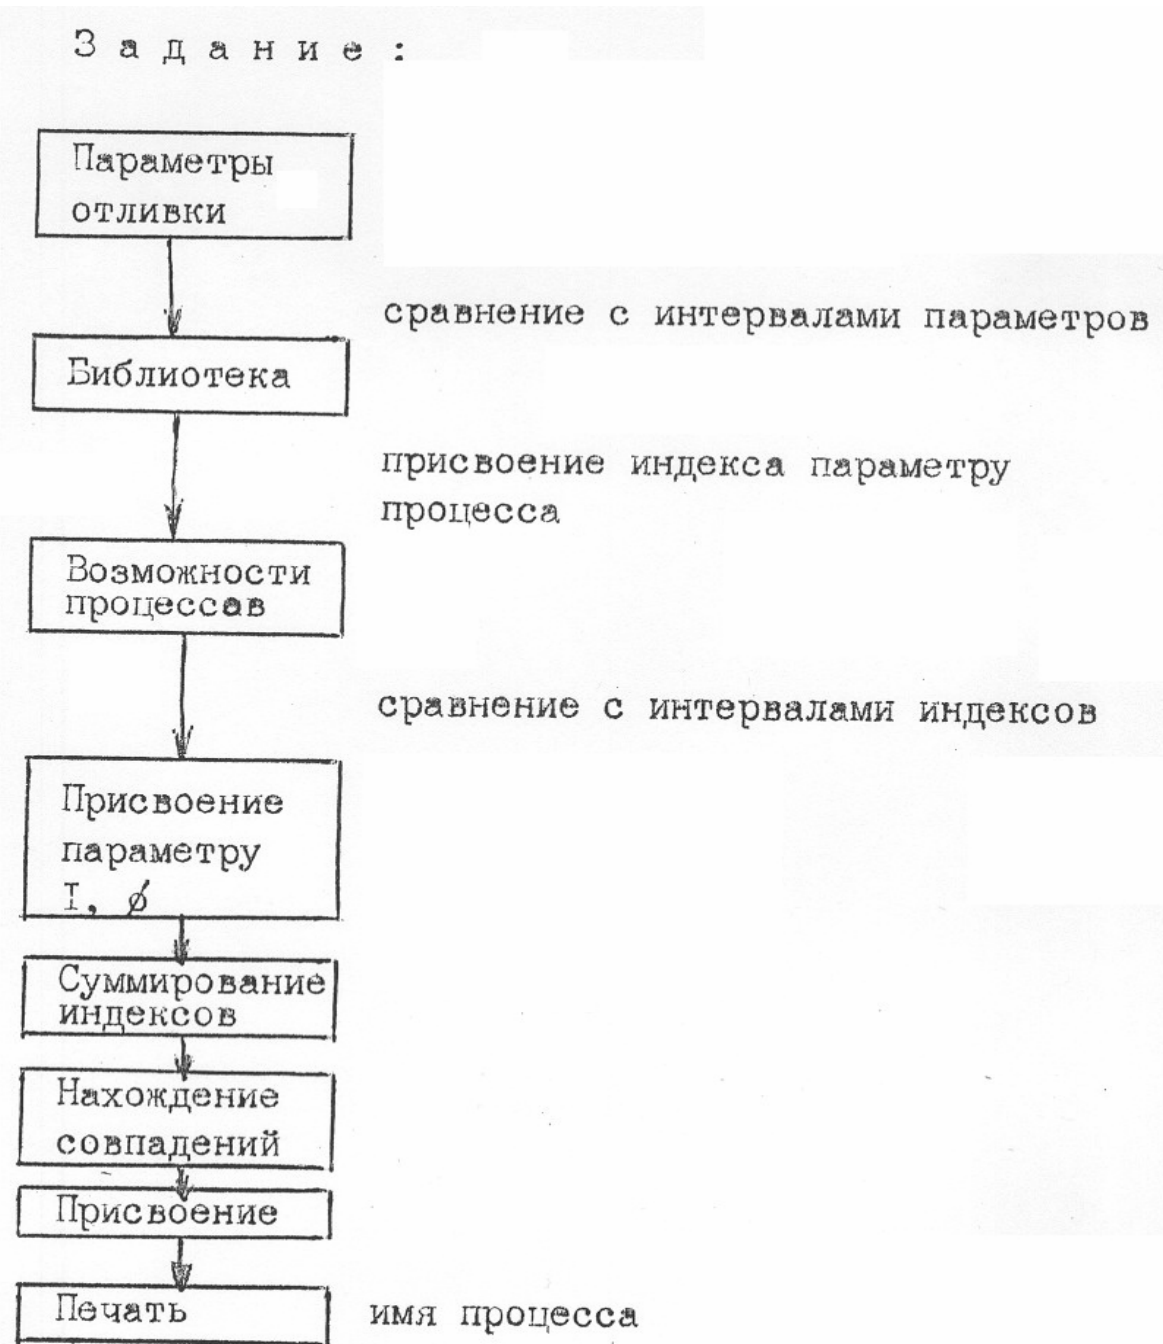 Задание:
Параметры
отливки
сравнение с интервалами параметров
Библиотека
присвоение индекса параметру
процесса
Возможности
процессав
сравнение с интервалами индексов
Присвоение
параметру
I, ∅
Суммирование
индексов
Нахождение
совпадений
Присвоение
Печать
имя процесса